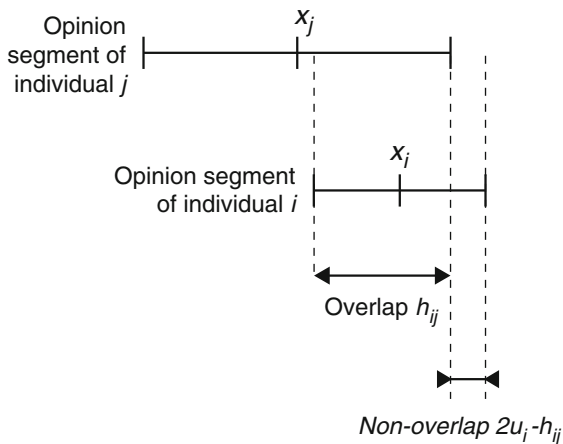 Opinion
segment of
individual j
x_j
x_i
Opinion segment
of individual i
Overlap h_ij
Non-overlap 2u_i-h_ij